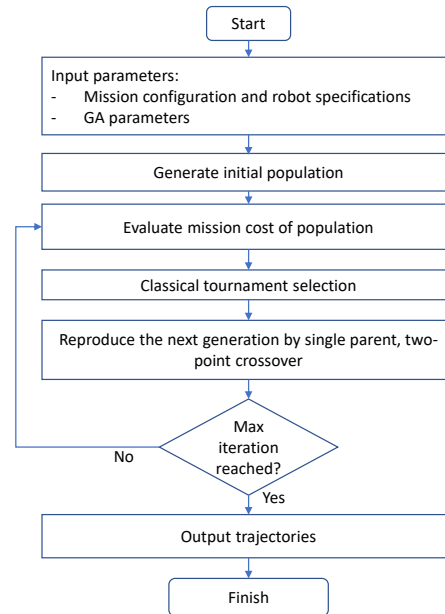 Start
Input parameters:
- Mission configuration and robot specifications
- GA parameters
Generate initial population
Evaluate mission cost of population
Classical tournament selection
Reproduce the next generation by single parent, two-
point crossover
Max
iteration
reached?
No
Yes
Output trajectories
Finish